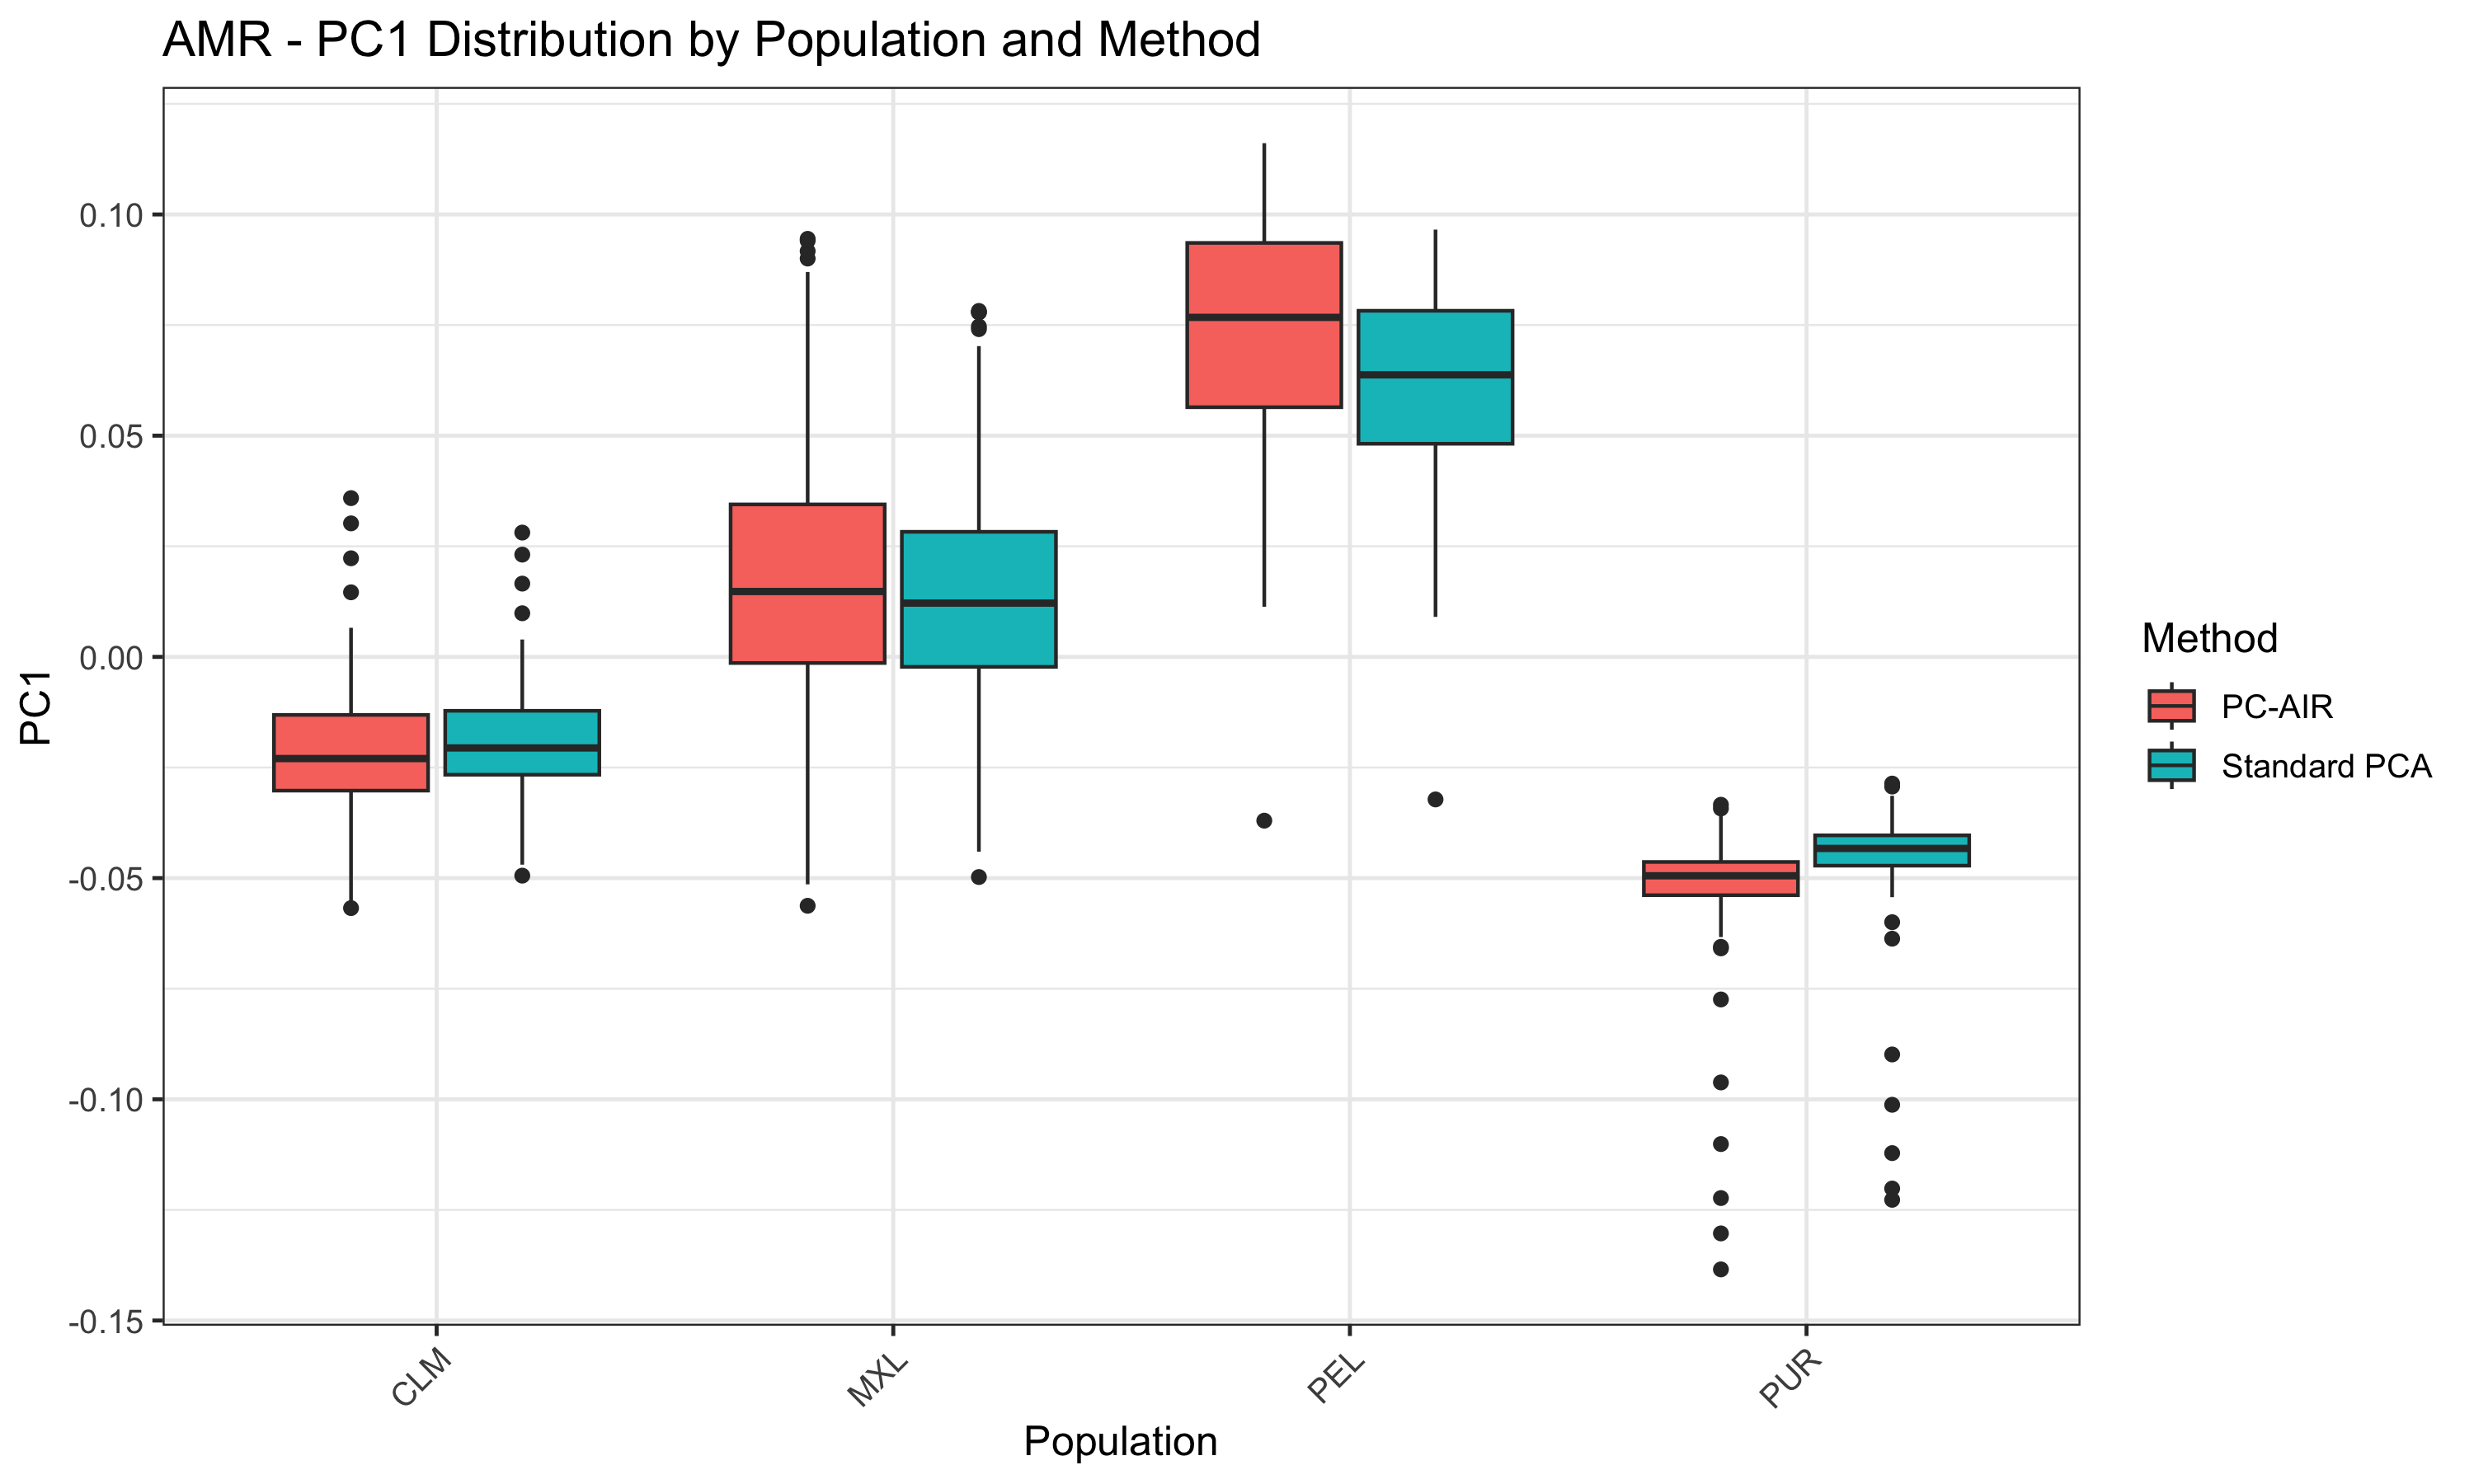 AMR - PC1 Distribution by Population and Method
0.10
0.05
0.00
-0.05
-0.10
-0.15
PC1
CLM
MXL
PEL
PUR
Population
Method
PC-AIR
Standard PCA